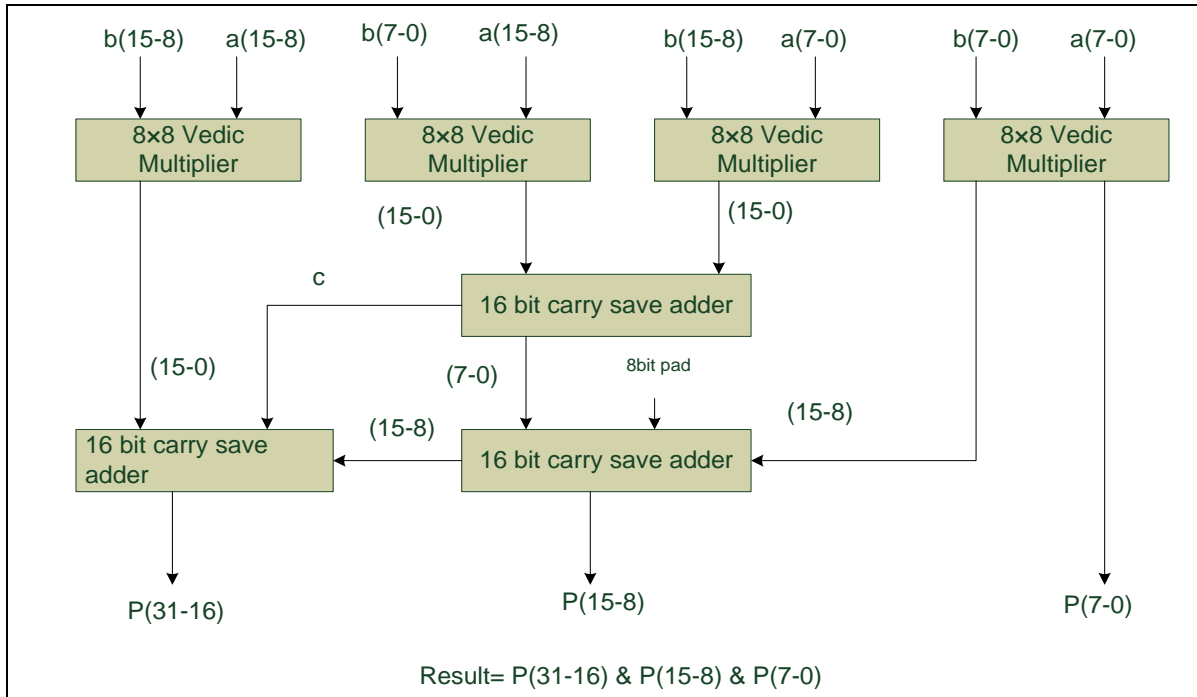 b(15-8) a(15-8) b(7-0) a(15-8) b(15-8) a(7-0) b(7-0) a(7-0)
8×8 Vedic
Multiplier
8×8 Vedic
Multiplier
8×8 Vedic
Multiplier
8×8 Vedic
Multiplier
(15-0)
(15-0)
c
16 bit carry save adder
(15-0)
(7-0)
8bit pad
(15-8)
(15-8)
16 bit carry save
adder
16 bit carry save adder
P(31-16)
P(15-8)
P(7-0)
Result= P(31-16) & P(15-8) & P(7-0)